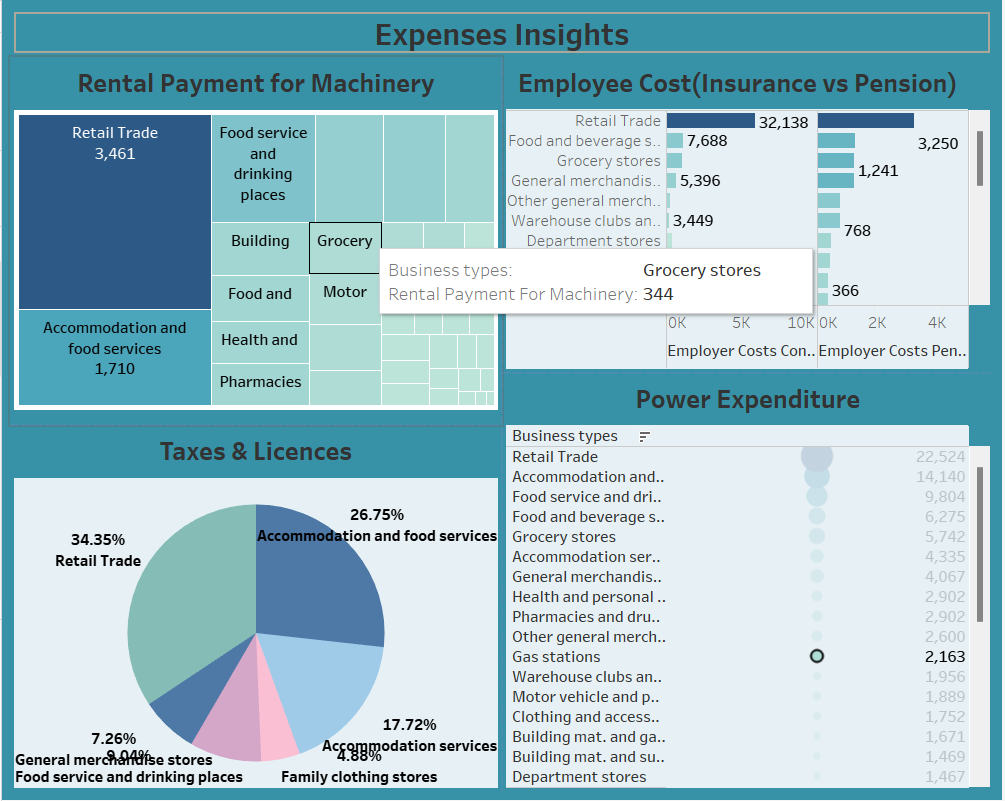 Expenses Insights
Rental Payment for Machinery
Retail Trade
3,461
Food service
and
drinking
places
Building
Grocery
Food and
Motor
Health and
Pharmacies
Accommodation and
food services
1,710
Business types: Grocery stores
Rental Payment For Machinery: 344
Employee Cost(Insurance vs Pension)
Retail Trade 32,138
Food and beverage s.. 7,688 3,250
Grocery stores
General merchandis.. 5,396 1,241
Other general merch..
Warehouse clubs an.. 3,449 768
Department stores
366
0K 5K 10K 0K 2K 4K
Employer Costs Con.. Employer Costs Pen..
Taxes & Licences
26.75%
Accommodation and food services
34.35%
Retail Trade
17.72%
Accommodation services
7.26%
General merchandise stores
9.04%
Food service and drinking places
4.88%
Family clothing stores
Power Expenditure
Business types
Retail Trade 22,524
Accommodation and.. 14,140
Food service and dri.. 9,804
Food and beverage s.. 6,275
Grocery stores 5,742
Accommodation ser.. 4,335
General merchandis.. 4,067
Health and personal .. 2,902
Pharmacies and dru.. 2,902
Other general merch.. 2,600
Gas stations 2,163
Warehouse clubs an.. 1,956
Motor vehicle and p.. 1,889
Clothing and access.. 1,752
Building mat. and ga.. 1,671
Building mat. and su.. 1,469
Department stores 1,467